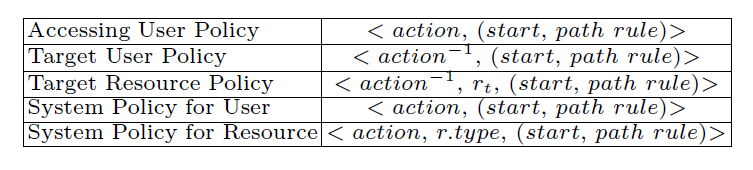 Accessing User Policy < action, (start, path rule)>
Target User Policy < action⁻¹, (start, path rule)>
Target Resource Policy < action⁻¹, rₜ, (start, path rule)>
System Policy for User < action, (start, path rule)>
System Policy for Resource < action, r.type, (start, path rule)>